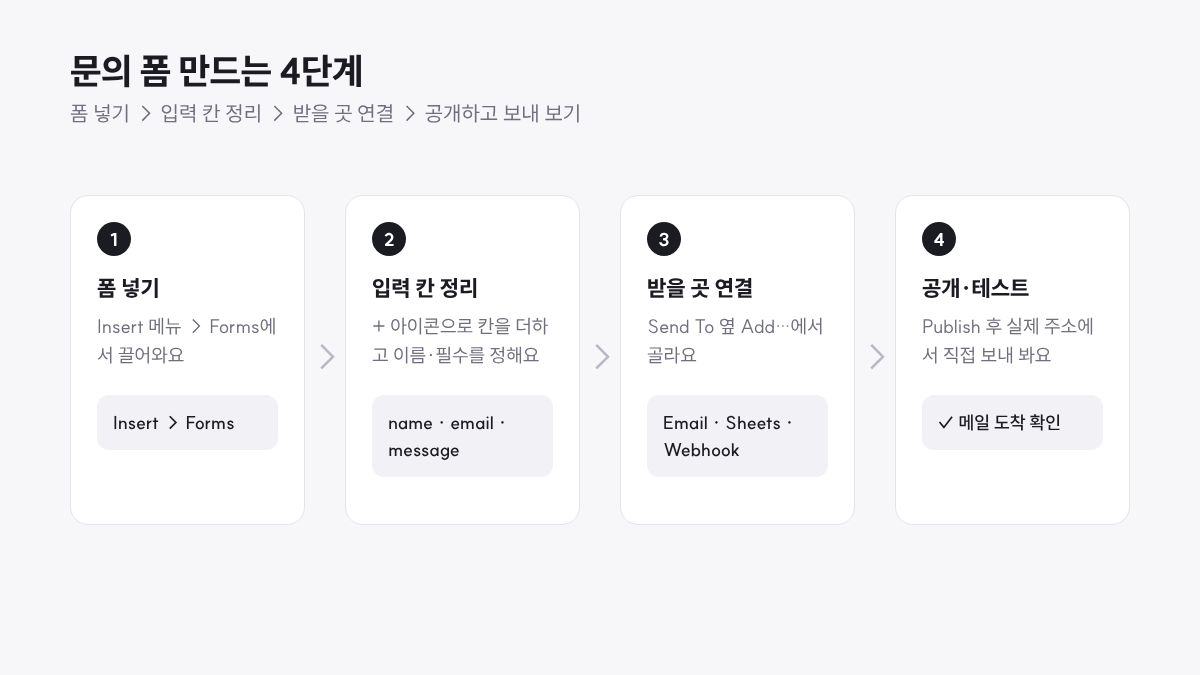 문의 폼 만드는 4단계
폼 넣기 > 입력 칸 정리 > 받을 곳 연결 > 공개하고 보내 보기
1
폼 넣기
Insert 메뉴 > Forms에
서 끌어와요
Insert > Forms
2
입력 칸 정리
+ 아이콘으로 칸을 더하
고 이름·필수를 정해요
name · email ·
message
3
받을 곳 연결
Send To 옆 Add…에서
골라요
Email · Sheets ·
Webhook
4
공개·테스트
Publish 후 실제 주소에
서 직접 보내 봐요
✓ 메일 도착 확인